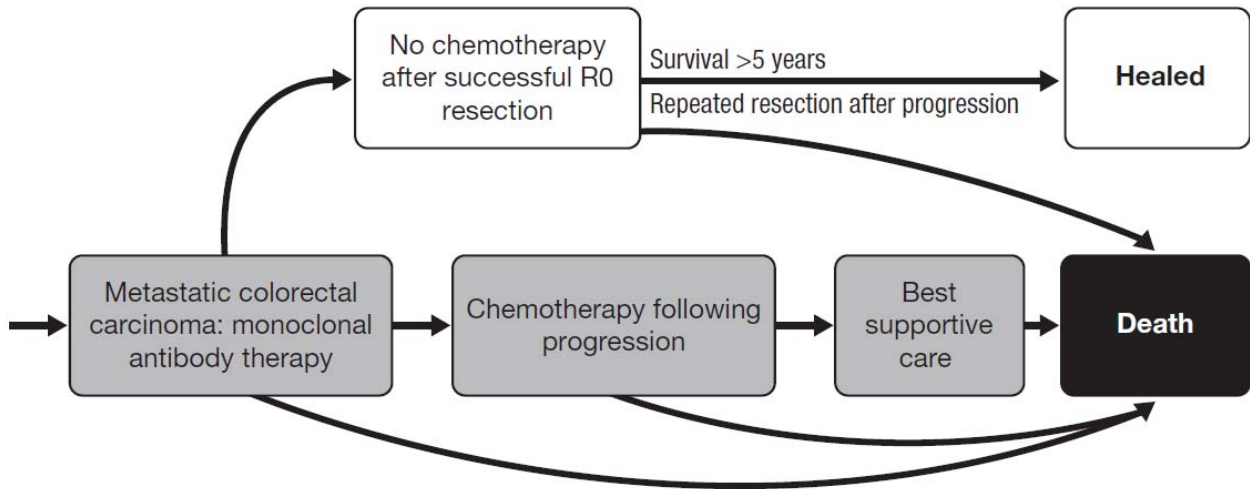 No chemotherapy
after successful R0
resection
Survival >5 years
Repeated resection after progression
Healed
Metastatic colorectal
carcinoma: monoclonal
antibody therapy
Chemotherapy following
progression
Best
supportive
care
Death